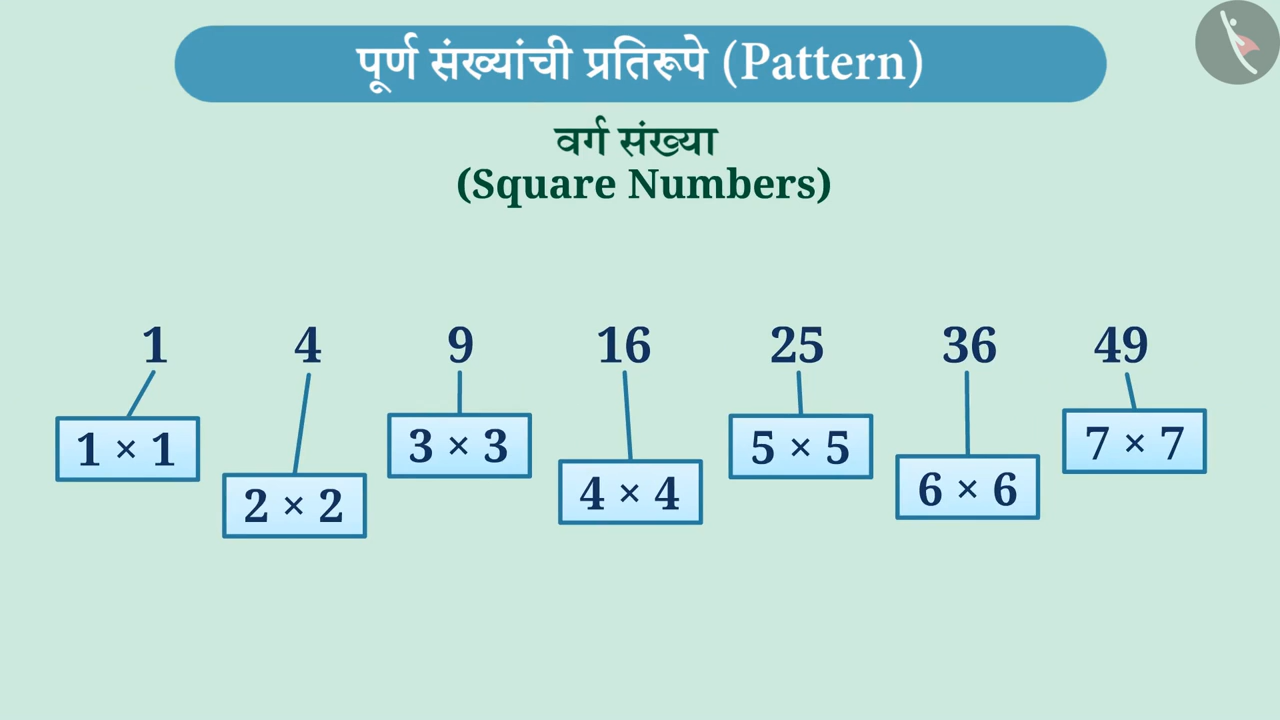 पूर्ण संख्यांची प्रतिरूपे (Pattern)
वर्ग संख्या
(Square Numbers)
1 4 9 16 25 36 49
1 × 1 2 × 2 3 × 3 4 × 4 5 × 5 6 × 6 7 × 7